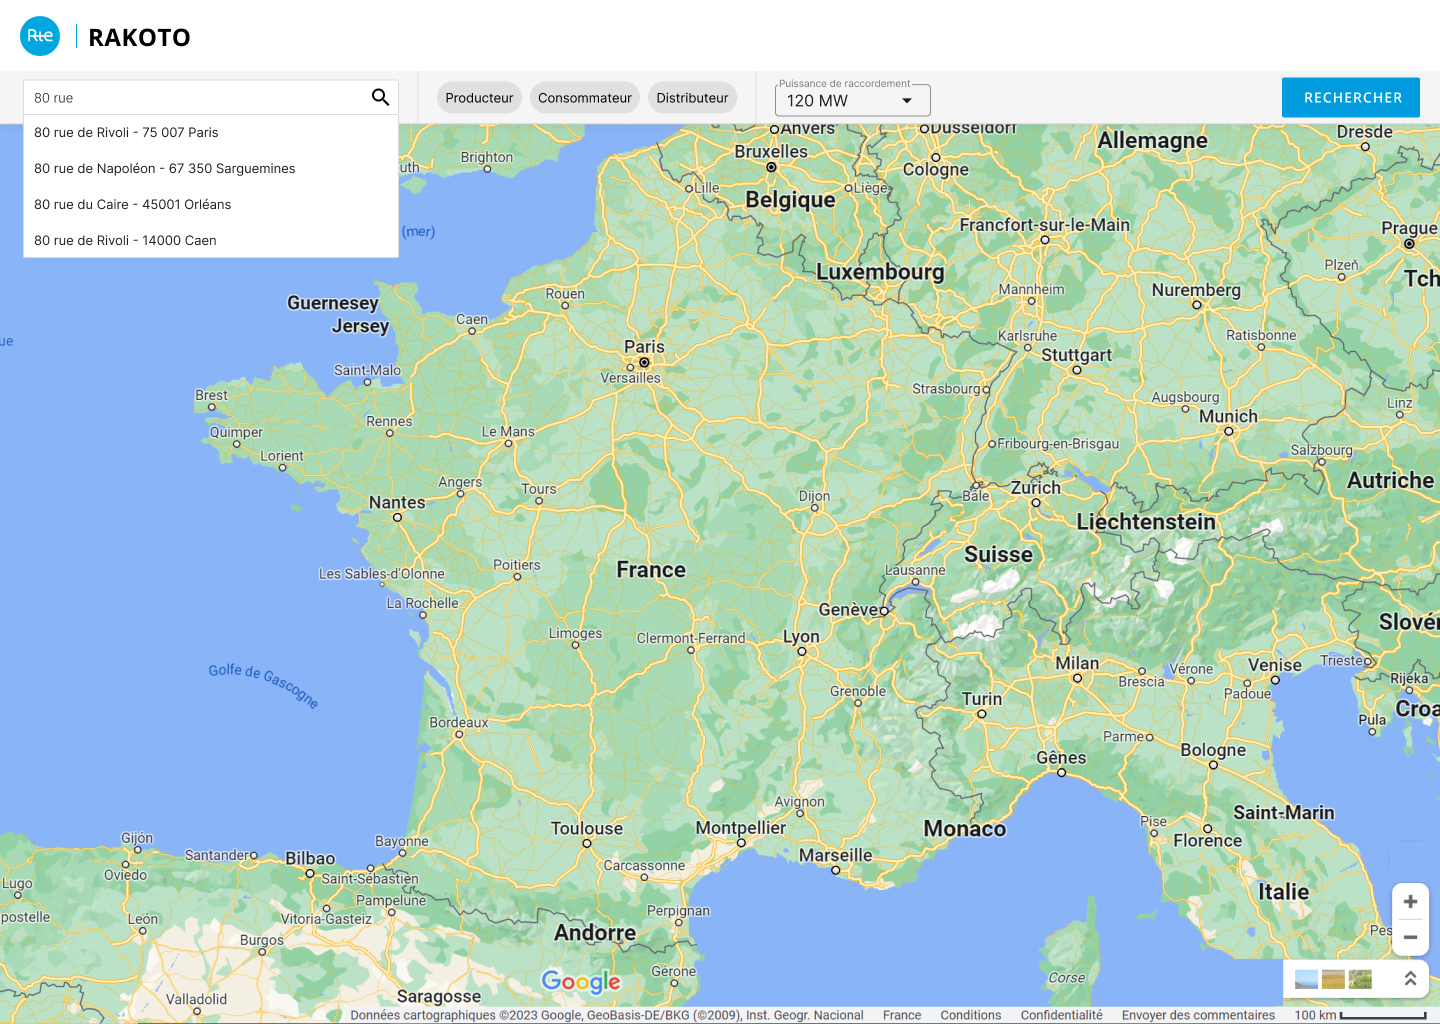 Rte
RAKOTO
80 rue
Producteur
Consommateur
Distributeur
Puissance de raccordement
120 MW
RECHERCHER
80 rue de Rivoli - 75 007 Paris
80 rue de Napoléon - 67 350 Sarguemines
80 rue du Caire - 45001 Orléans
80 rue de Rivoli - 14000 Caen
Anvers
Düsseldorf
Dresde
Allemagne
Bruxelles
Brighton
uth
Cologne
Lille
Liège
Belgique
Francfort-sur-le-Main
Prague
(mer)
Plzeň
Luxembourg
Tch
Mannheim
Nuremberg
Rouen
Guernesey
Jersey
Caen
Karlsruhe
Ratisbonne
ue
Paris
Stuttgart
Saint-Malo
Versailles
Strasbourg
Brest
Augsbourg
Linz
Munich
Rennes
Quimper
Le Mans
Fribourg-en-Brisgau
Salzbourg
Lorient
Angers
Tours
Dijon
Bâle
Zurich
Autriche
Nantes
Liechtenstein
Suisse
Poitiers
France
Lausanne
Les Sables-d'Olonne
La Rochelle
Genève
Slovér
Limoges
Clermont-Ferrand
Lyon
Milan
Vérone
Venise
Trieste
Golfe de Gascogne
Brescia
Padoue
Rijeka
Grenoble
Turin
Croa
Bordeaux
Pula
Parme
Bologne
Gênes
Avignon
Saint-Marin
Toulouse
Montpellier
Monaco
Pise
Florence
Gijón
Bayonne
Santander
Bilbao
Marseille
Carcassonne
Oviedo
Saint-Sébastien
Lugo
Italie
Pampelune
postelle
León
Vitoria-Gasteiz
Perpignan
Burgos
Andorre
Pes
Gérone
Corse
Google
Valladolid
Saragosse
Données cartographiques ©2023 Google, GeoBasis-DE/BKG (©2009), Inst. Geogr. Nacional
France
Conditions
Confidentialité
Envoyer des commentaires
100 km